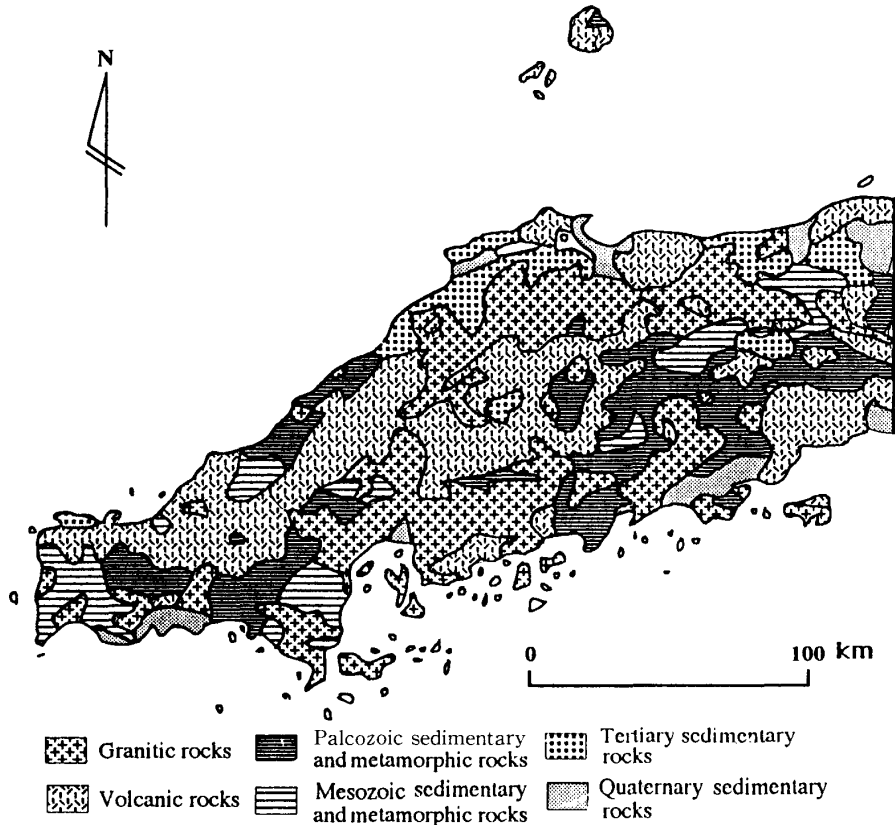 N
0 100 km
Granitic rocks
Palcozoic sedimentary
and metamorphic rocks
Tertiary sedimentary
rocks
Volcanic rocks
Mesozoic sedimentary
and metamorphic rocks
Quaternary sedimentary
rocks